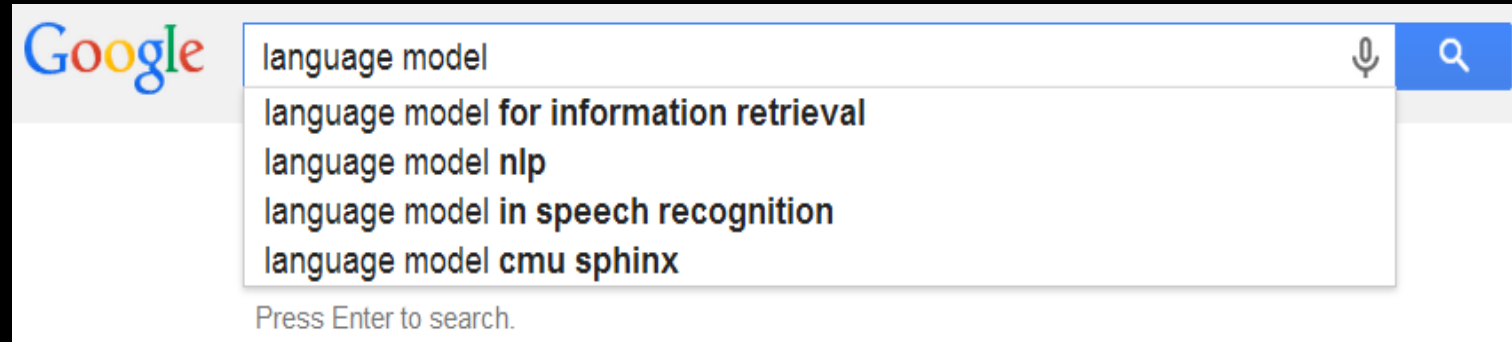 Google language model
language model for information retrieval
language model nlp
language model in speech recognition
language model cmu sphinx
Press Enter to search.